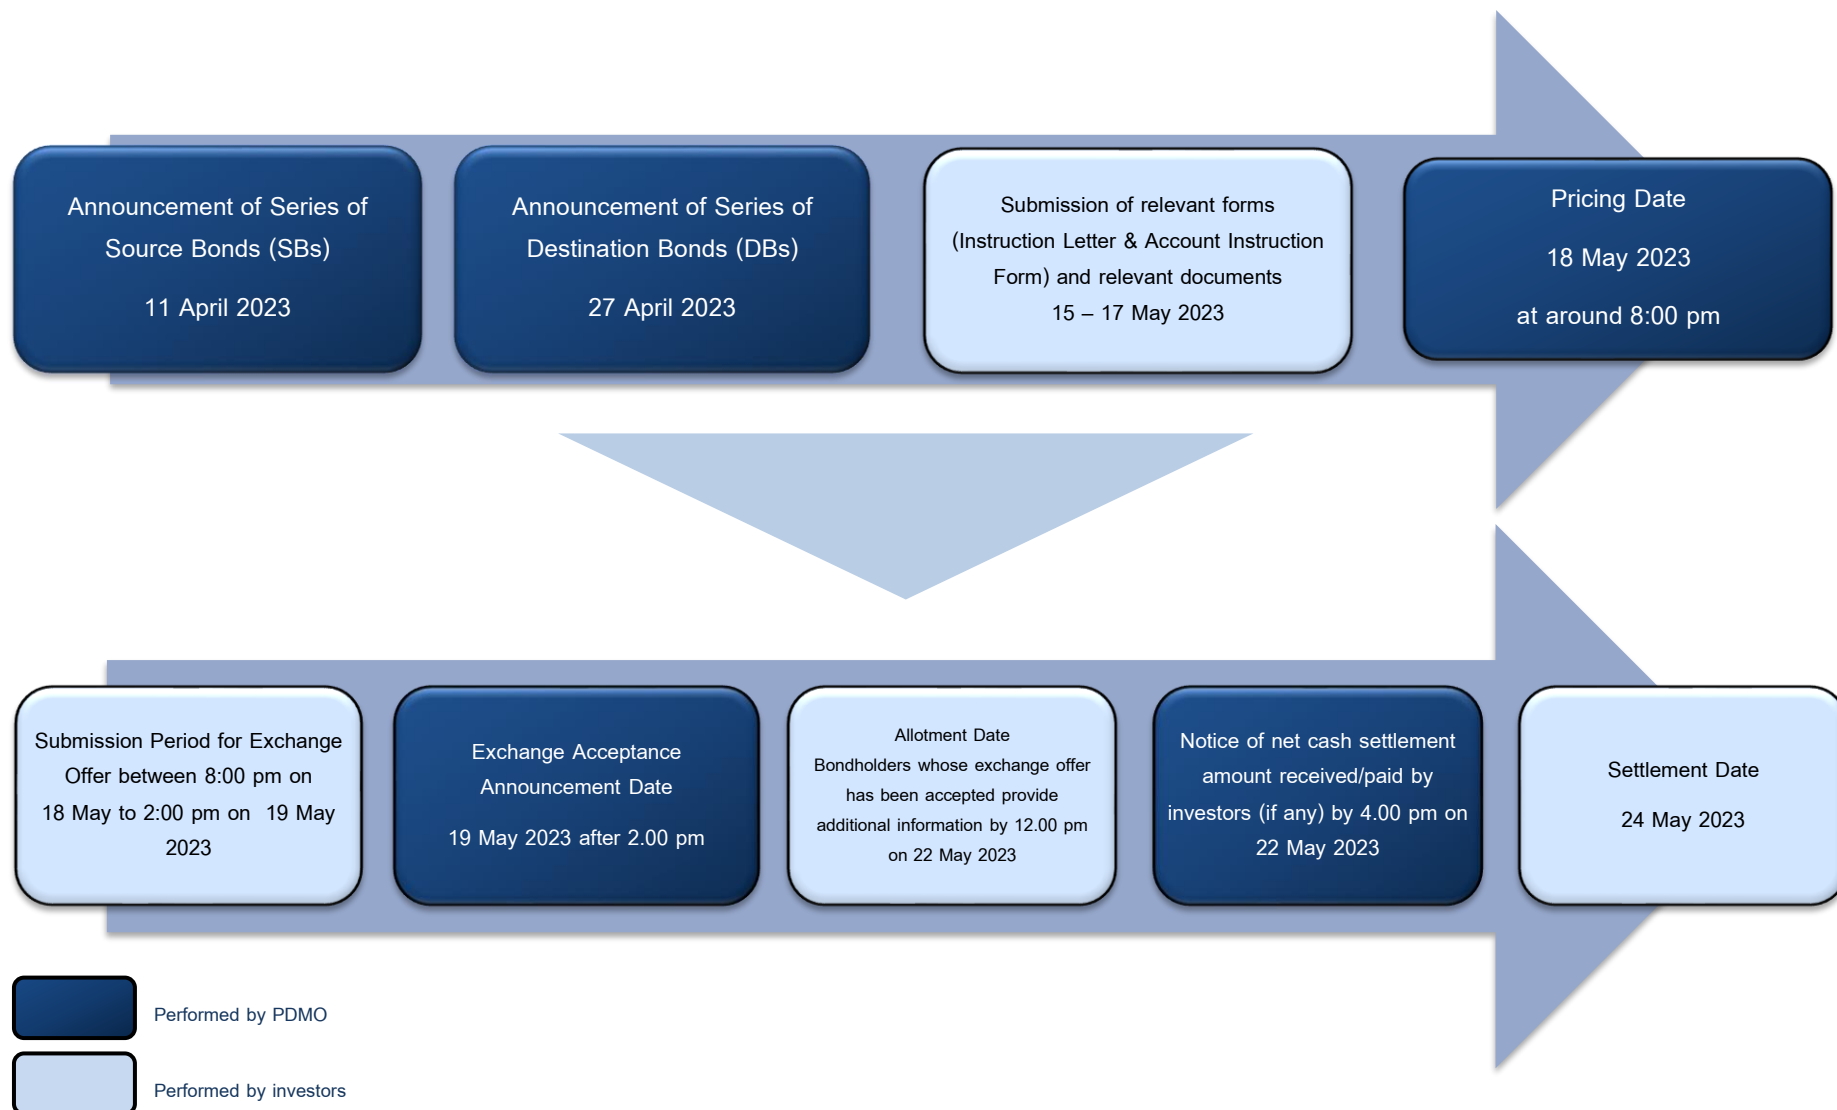 Announcement of Series of
Source Bonds (SBs)
11 April 2023
Announcement of Series of
Destination Bonds (DBs)
27 April 2023
Submission of relevant forms
(Instruction Letter & Account Instruction
Form) and relevant documents
15 – 17 May 2023
Pricing Date
18 May 2023
at around 8:00 pm
Submission Period for Exchange
Offer between 8:00 pm on
18 May to 2:00 pm on 19 May
2023
Exchange Acceptance
Announcement Date
19 May 2023 after 2.00 pm
Allotment Date
Bondholders whose exchange offer
has been accepted provide
additional information by 12.00 pm
on 22 May 2023
Notice of net cash settlement
amount received/paid by
investors (if any) by 4.00 pm on
22 May 2023
Settlement Date
24 May 2023
Performed by PDMO
Performed by investors